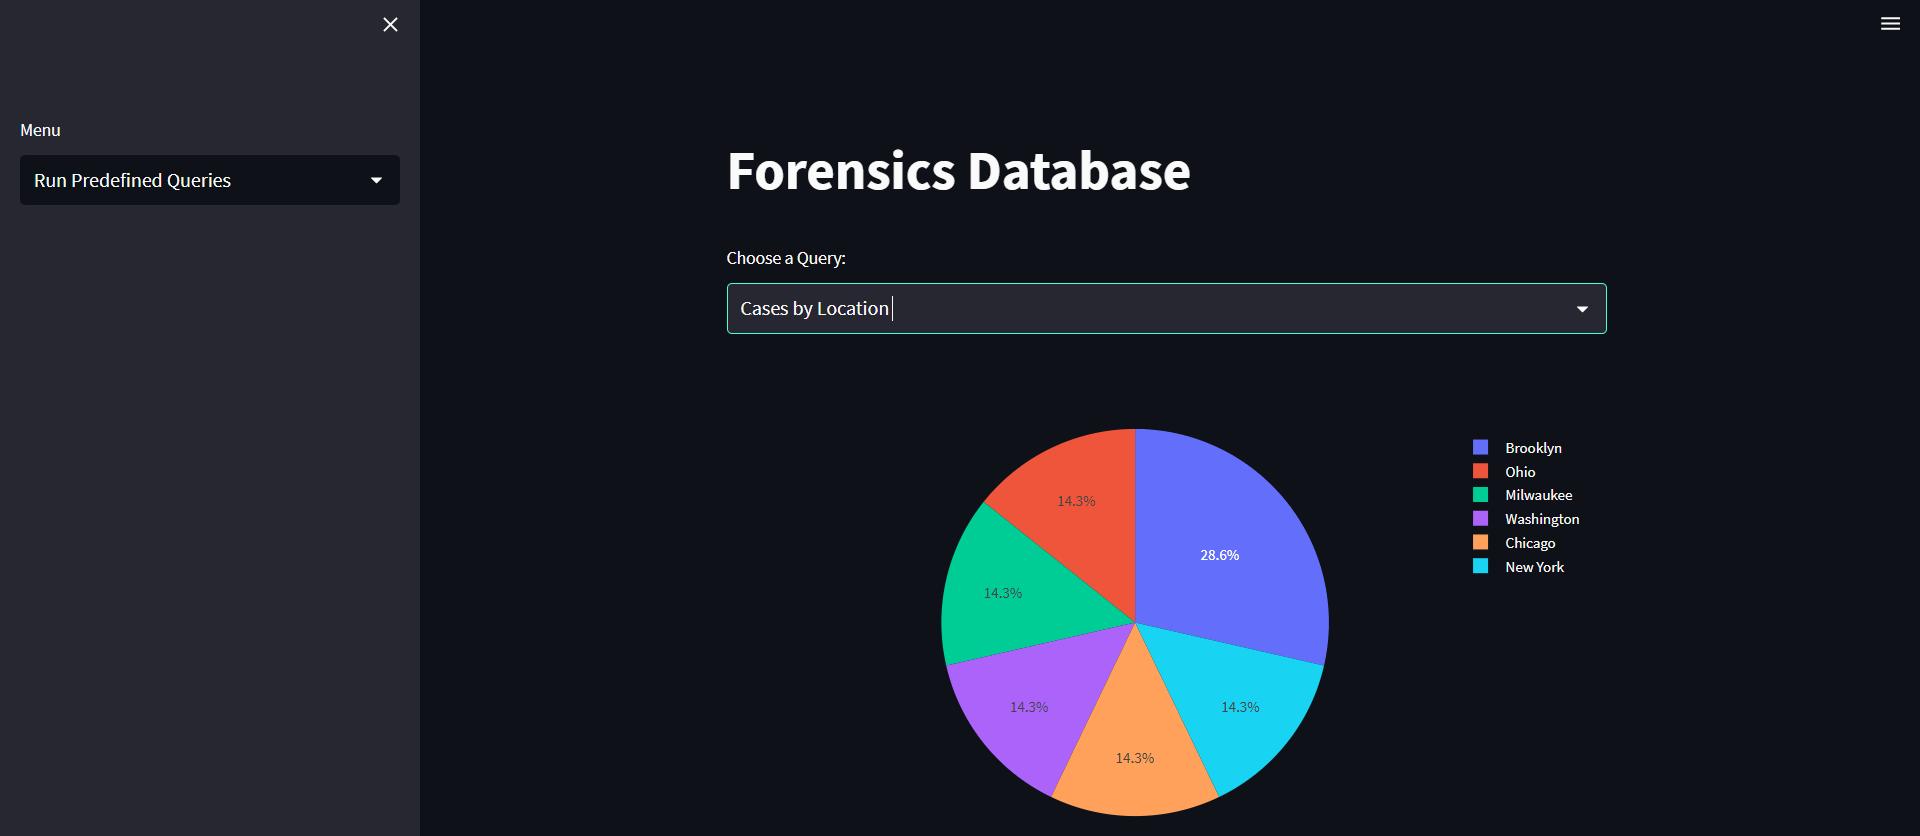 Menu
Run Predefined Queries
Forensics Database
Choose a Query:
Cases by Location
Brooklyn
Ohio
Milwaukee
Washington
Chicago
New York
14.3%
28.6%
14.3%
14.3%
14.3%
14.3%